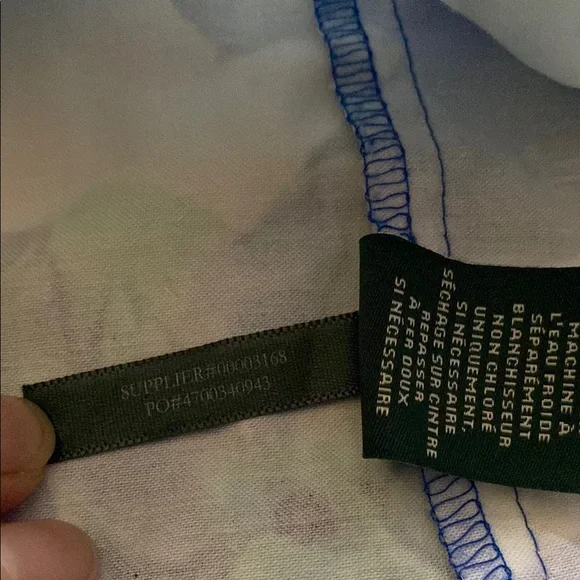 SUPPLIER#00003168
PO#4700340943
MACHINE À
L'EAU FROIDE
SÉPARÉMENT
BLANCHISSEUR
NON CHLORÉ
UNIQUEMENT,
SI NÉCESSAIRE
SÉCHAGE SUR CINTRE
REPASSER
À FER DOUX
SI NÉCESSAIRE